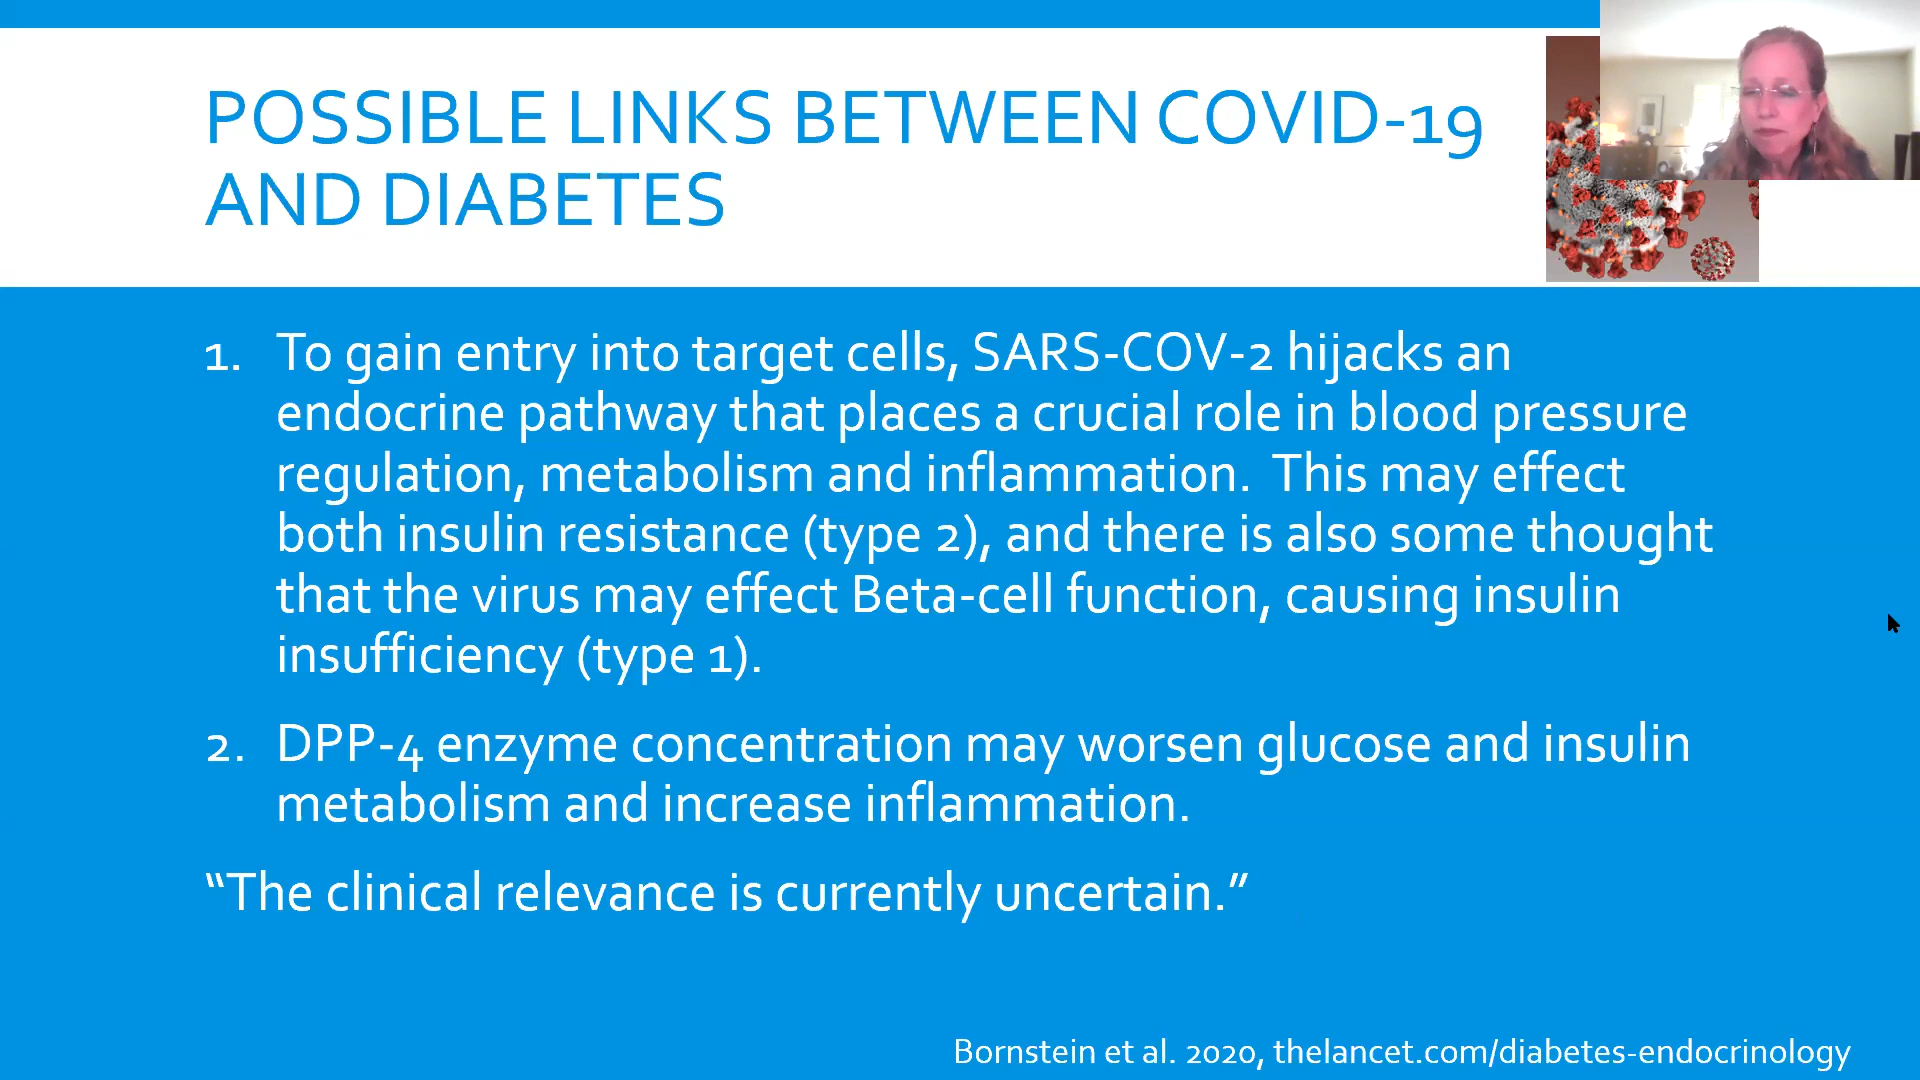 POSSIBLE LINKS BETWEEN COVID-19
AND DIABETES
1. To gain entry into target cells, SARS-COV-2 hijacks an
endocrine pathway that places a crucial role in blood pressure
regulation, metabolism and inflammation.  This may effect
both insulin resistance (type 2), and there is also some thought
that the virus may effect Beta-cell function, causing insulin
insufficiency (type 1).
2. DPP-4 enzyme concentration may worsen glucose and insulin
metabolism and increase inflammation.
“The clinical relevance is currently uncertain.”
Bornstein et al. 2020, thelancet.com/diabetes-endocrinology